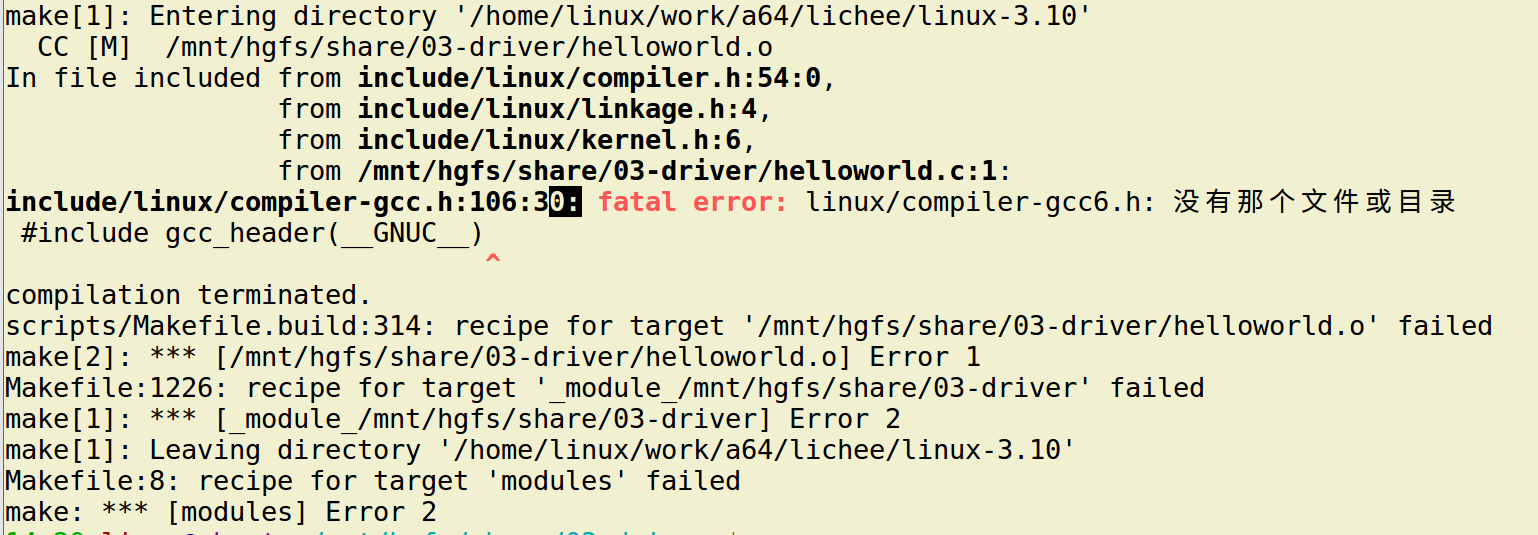 make[1]: Entering directory '/home/linux/work/a64/lichee/linux-3.10'
  CC [M]  /mnt/hgfs/share/03-driver/helloworld.o
In file included from include/linux/compiler.h:54:0,
                 from include/linux/linkage.h:4,
                 from include/linux/kernel.h:6,
                 from /mnt/hgfs/share/03-driver/helloworld.c:1:
include/linux/compiler-gcc.h:106:30: fatal error: linux/compiler-gcc6.h: 没有那个文件或目录
 #include gcc_header(__GNUC__)
                              ^
compilation terminated.
scripts/Makefile.build:314: recipe for target '/mnt/hgfs/share/03-driver/helloworld.o' failed
make[2]: *** [/mnt/hgfs/share/03-driver/helloworld.o] Error 1
Makefile:1226: recipe for target '_module_/mnt/hgfs/share/03-driver' failed
make[1]: *** [_module_/mnt/hgfs/share/03-driver] Error 2
make[1]: Leaving directory '/home/linux/work/a64/lichee/linux-3.10'
Makefile:8: recipe for target 'modules' failed
make: *** [modules] Error 2